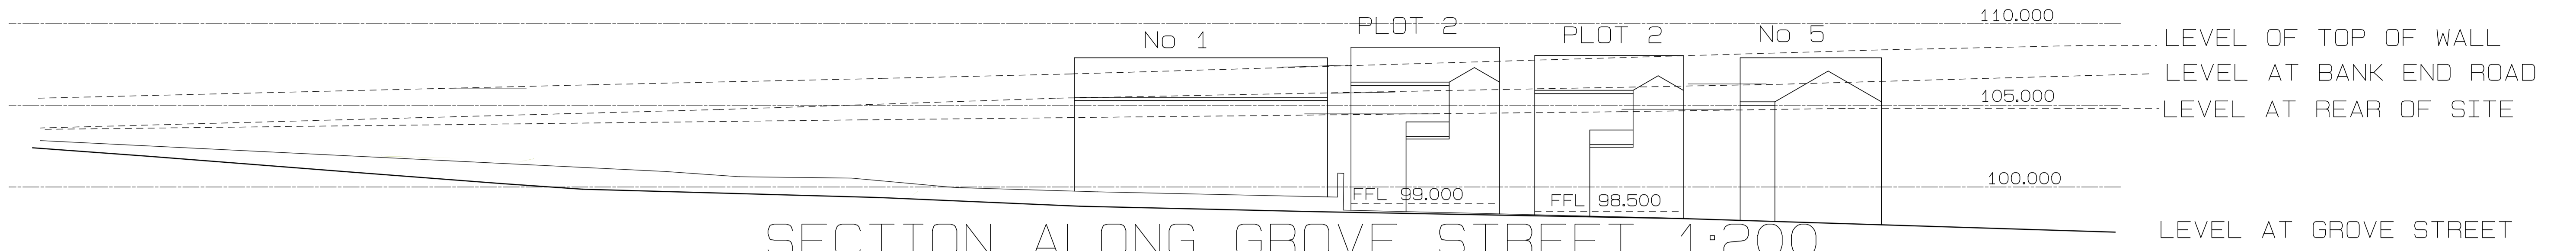 110.000
PLOT 2
PLOT 2
No 5
No 1
LEVEL OF TOP OF WALL
LEVEL AT BANK END ROAD
105.000
LEVEL AT REAR OF SITE
100.000
FFL 99.000
FFL 98.500
LEVEL AT GROVE STREET
SECTION ALONG GROVE STREET 1:200